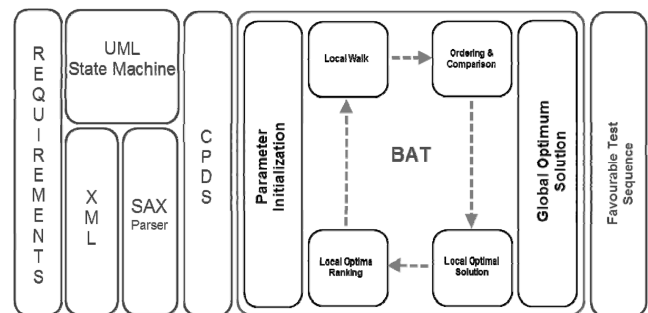 REQUIREMENTS
UML
State Machine
XML
SAX
Parser
CPDS
Parameter
Initialization
Local Walk
Ordering &
Comparison
BAT
Local Optima
Ranking
Local Optimal
Solution
Global Optimum
Solution
Favourable Test
Sequence